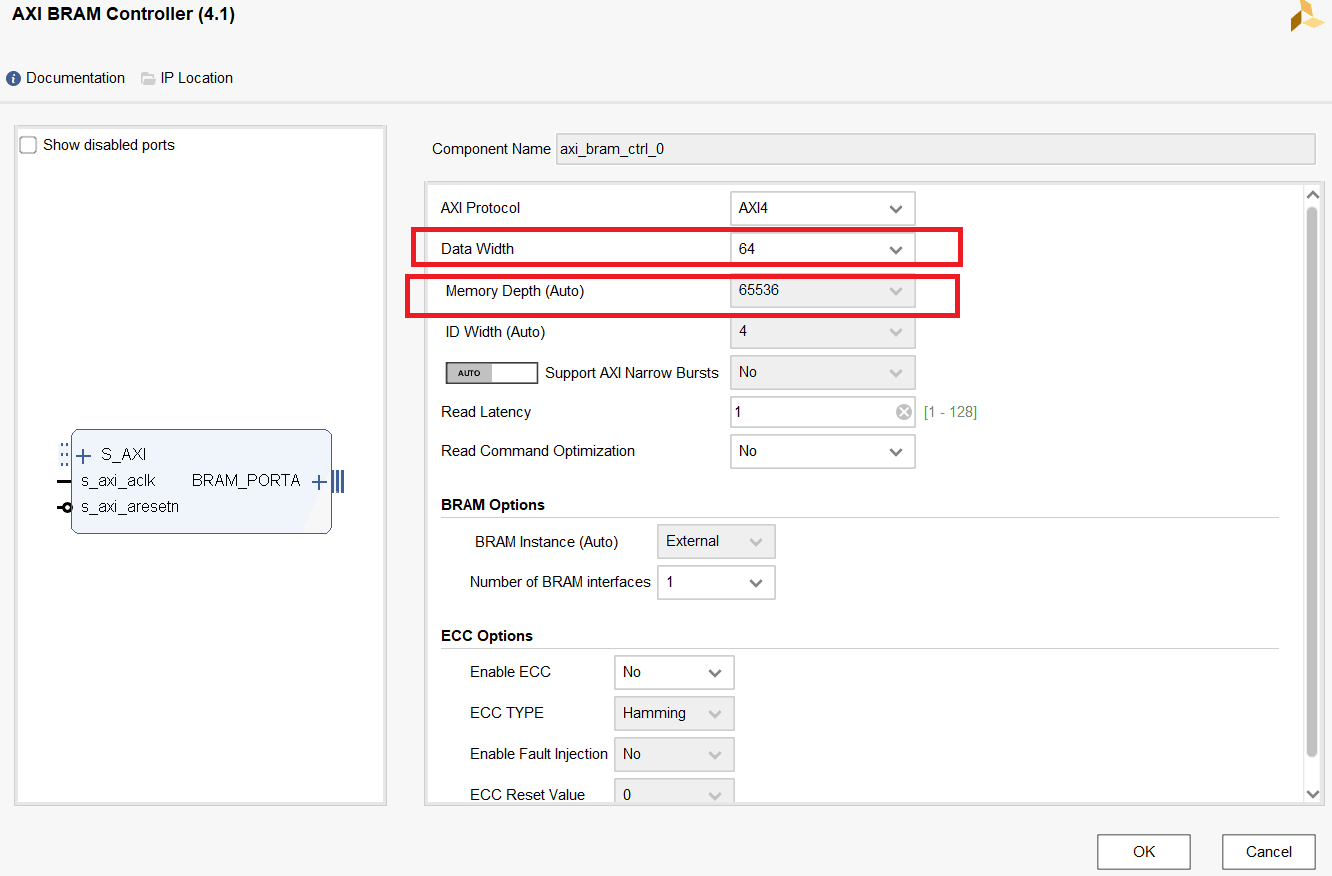 AXI BRAM Controller (4.1)
i Documentation IP Location
Show disabled ports
S_AXI
s_axi_aclk BRAM_PORTA
s_axi_aresetn
Component Name axi_bram_ctrl_0
AXI Protocol AXI4
Data Width 64
Memory Depth (Auto) 65536
ID Width (Auto) 4
AUTO Support AXI Narrow Bursts No
Read Latency 1 [1 - 128]
Read Command Optimization No
BRAM Options
BRAM Instance (Auto) External
Number of BRAM interfaces 1
ECC Options
Enable ECC No
ECC TYPE Hamming
Enable Fault Injection No
ECC Reset Value 0
OK Cancel